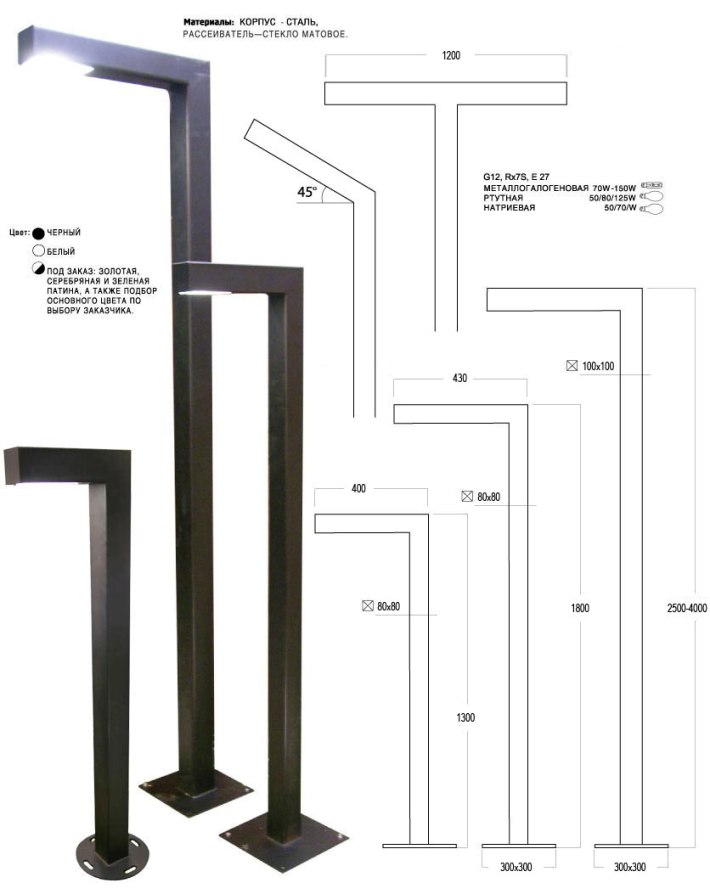 Материалы: КОРПУС - СТАЛЬ,
РАССЕИВАТЕЛЬ—СТЕКЛО МАТОВОЕ.
1200
45°
G12, Rx7S, E 27
МЕТАЛЛОГАЛОГЕНОВАЯ 70W-150W
РТУТНАЯ 50/80/125W
НАТРИЕВАЯ 50/70/W
Цвет: ЧЕРНЫЙ
БЕЛЫЙ
ПОД ЗАКАЗ: ЗОЛОТАЯ,
СЕРЕБРЯНАЯ И ЗЕЛЕНАЯ
ПАТИНА, А ТАКЖЕ ПОДБОР
ОСНОВНОГО ЦВЕТА ПО
ВЫБОРУ ЗАКАЗЧИКА.
100x100
430
400
80x80
80x80
1800
2500-4000
1300
300x300
300x300